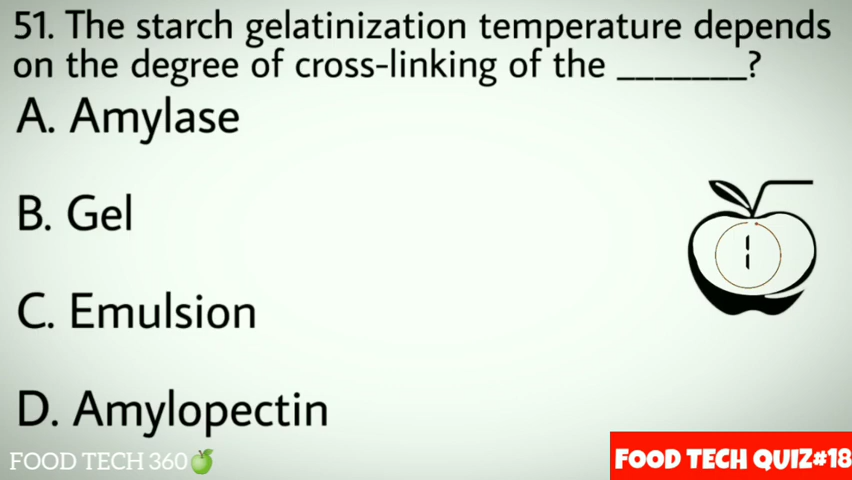 51. The starch gelatinization temperature depends
on the degree of cross-linking of the _______?
A. Amylase
B. Gel
1
C. Emulsion
D. Amylopectin
FOOD TECH 360
FOOD TECH QUIZ#18